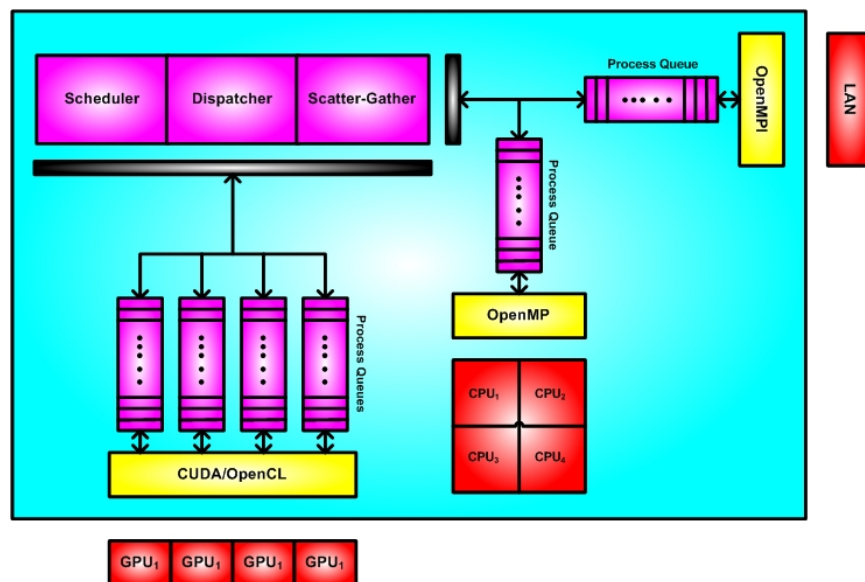 Scheduler
Dispatcher
Scatter-Gather
Process Queue
OpenMPI
LAN
Process Queue
OpenMP
Process Queues
CPU₁
CPU₂
CPU₃
CPU₄
CUDA/OpenCL
GPU₁
GPU₁
GPU₁
GPU₁